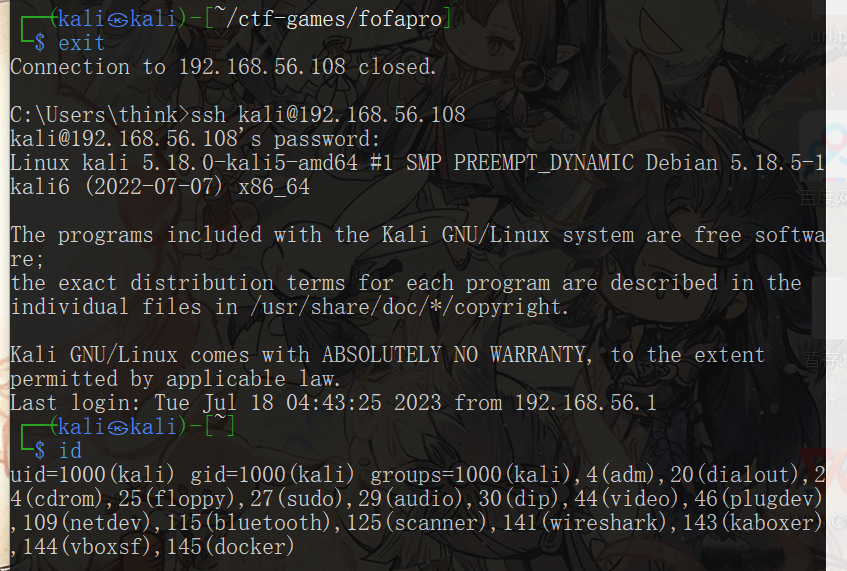 ┌──(kali㉿kali)-[~/ctf-games/fofapro]
└─$ exit
Connection to 192.168.56.108 closed.
C:\Users\think>ssh kali@192.168.56.108
kali@192.168.56.108's password:
Linux kali 5.18.0-kali5-amd64 #1 SMP PREEMPT_DYNAMIC Debian 5.18.5-1
kali6 (2022-07-07) x86_64
The programs included with the Kali GNU/Linux system are free softwa
re;
the exact distribution terms for each program are described in the
individual files in /usr/share/doc/*/copyright.
Kali GNU/Linux comes with ABSOLUTELY NO WARRANTY, to the extent
permitted by applicable law.
Last login: Tue Jul 18 04:43:25 2023 from 192.168.56.1
┌──(kali㉿kali)-[~]
└─$ id
uid=1000(kali) gid=1000(kali) groups=1000(kali),4(adm),20(dialout),2
4(cdrom),25(floppy),27(sudo),29(audio),30(dip),44(video),46(plugdev)
,109(netdev),115(bluetooth),125(scanner),141(wireshark),143(kaboxer)
,144(vboxsf),145(docker)